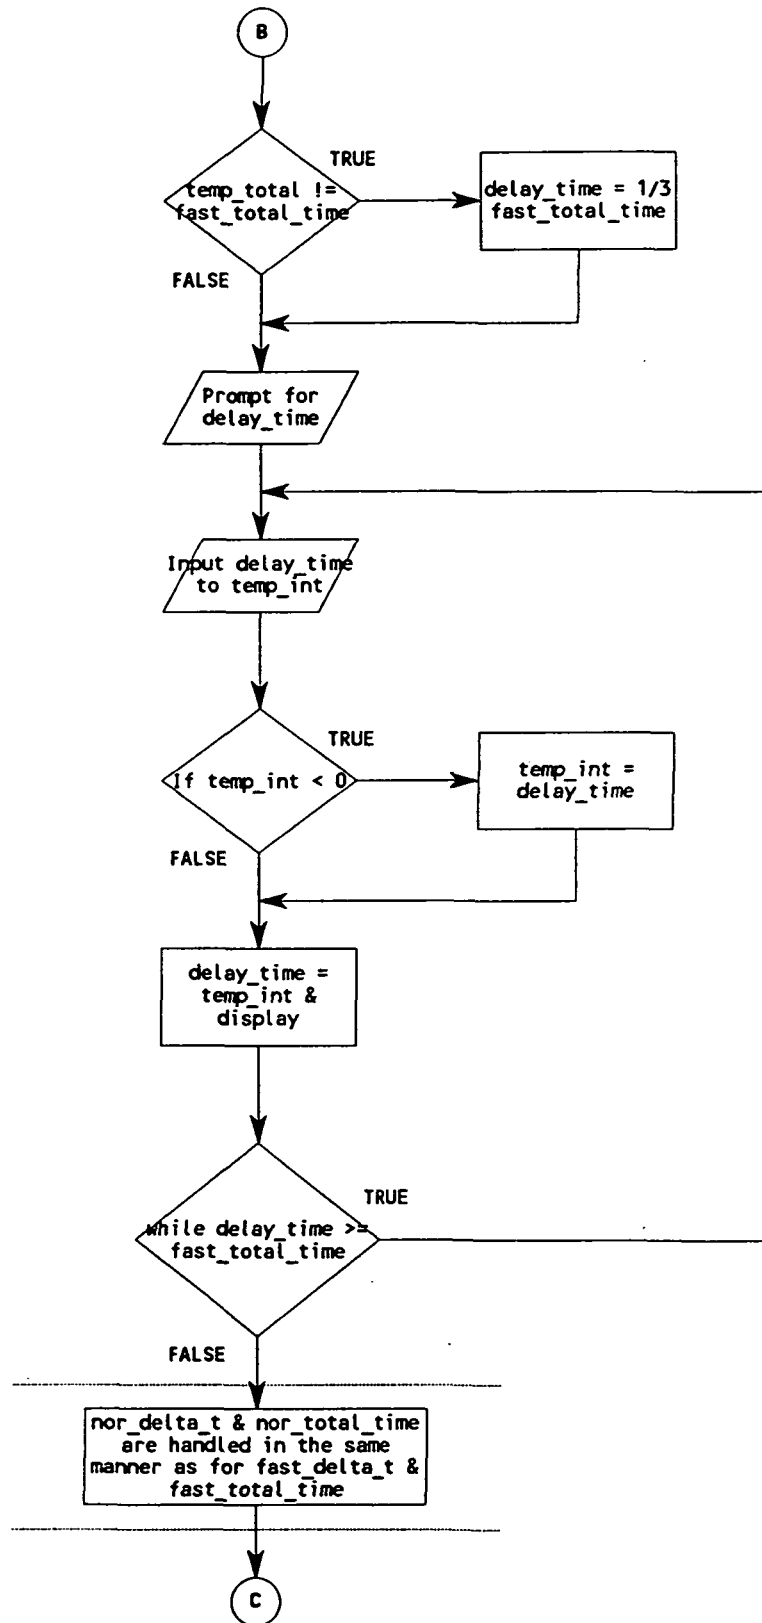 B
TRUE
temp_total !=
fast_total_time
delay_time = 1/3
fast_total_time
FALSE
Prompt for
delay_time
Input delay_time
to temp_int
TRUE
If temp_int < 0
temp_int =
delay_time
FALSE
delay_time =
temp_int &
display
TRUE
while delay_time >=
fast_total_time
FALSE
nor_delta_t & nor_total_time
are handled in the same
manner as for fast_delta_t &
fast_total_time
C